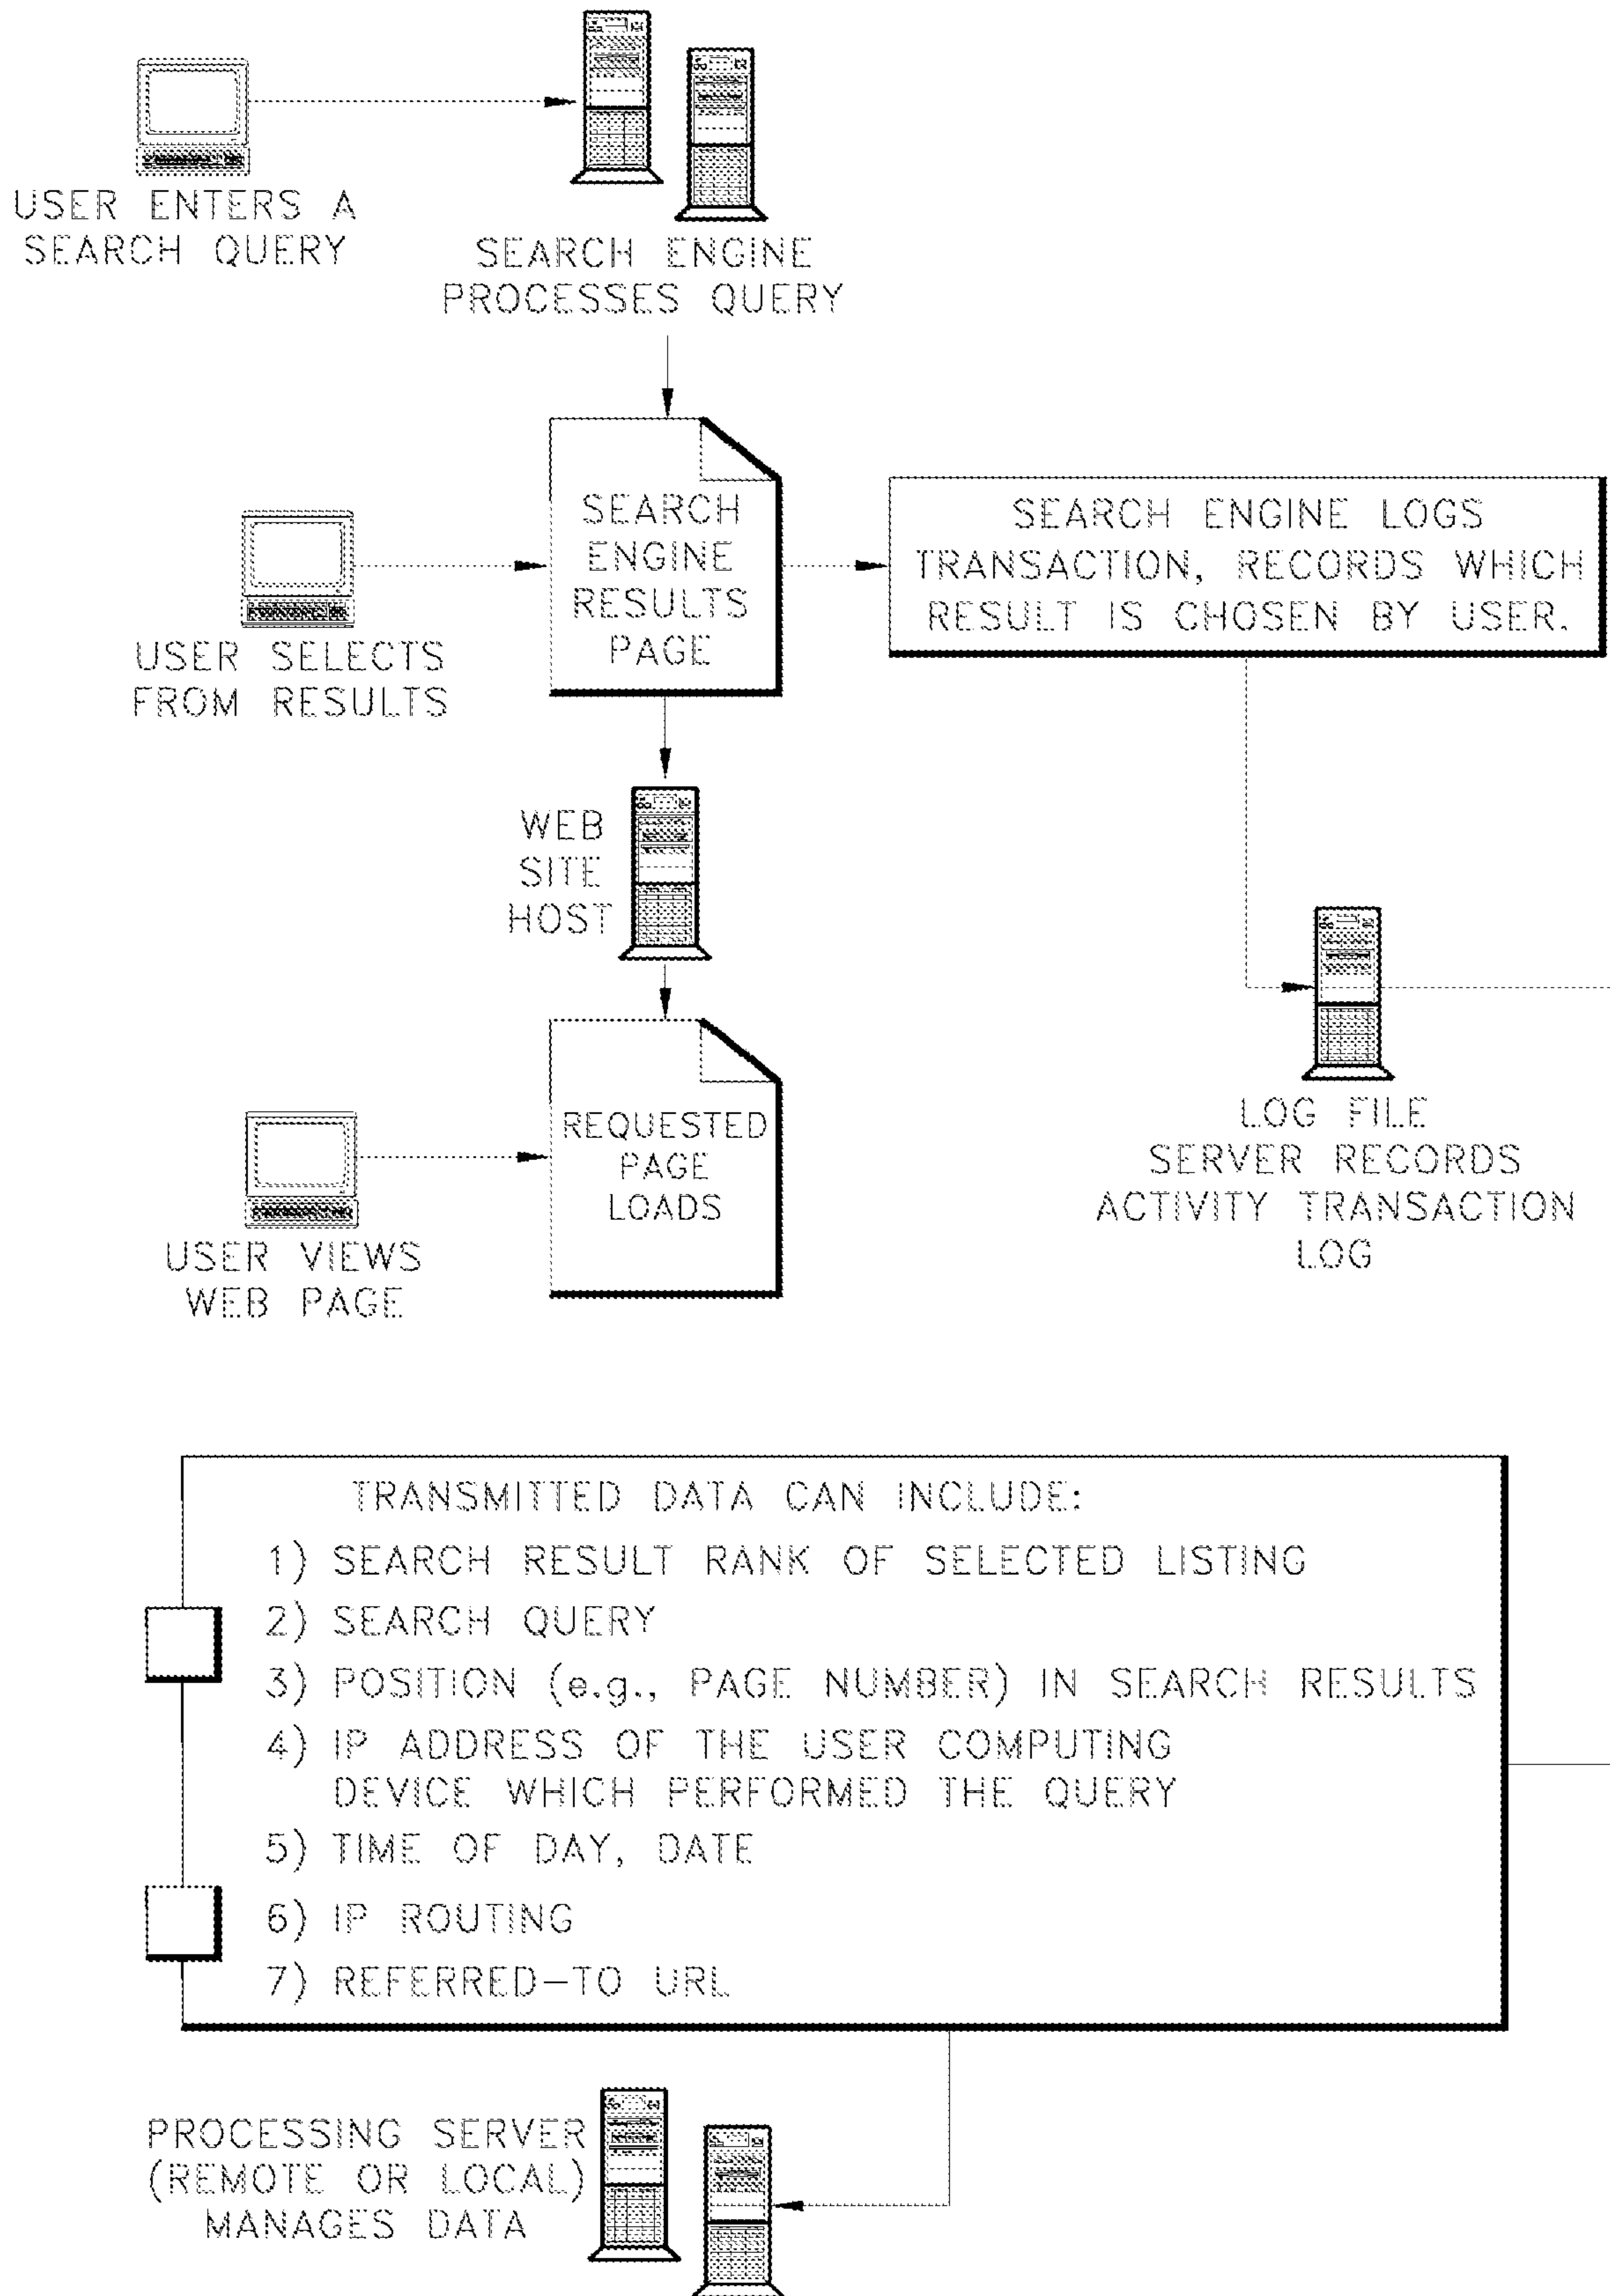 USER ENTERS A
SEARCH QUERY
SEARCH ENGINE
PROCESSES QUERY
SEARCH
ENGINE
RESULTS
PAGE
SEARCH ENGINE LOGS
TRANSACTION, RECORDS WHICH
RESULT IS CHOSEN BY USER.
USER SELECTS
FROM RESULTS
WEB
SITE
HOST
LOG FILE
SERVER RECORDS
ACTIVITY TRANSACTION
LOG
REQUESTED
PAGE
LOADS
USER VIEWS
WEB PAGE
TRANSMITTED DATA CAN INCLUDE:
1) SEARCH RESULT RANK OF SELECTED LISTING
2) SEARCH QUERY
3) POSITION (e.g., PAGE NUMBER) IN SEARCH RESULTS
4) IP ADDRESS OF THE USER COMPUTING
DEVICE WHICH PERFORMED THE QUERY
5) TIME OF DAY, DATE
6) IP ROUTING
7) REFERRED-TO URL
PROCESSING SERVER
(REMOTE OR LOCAL)
MANAGES DATA